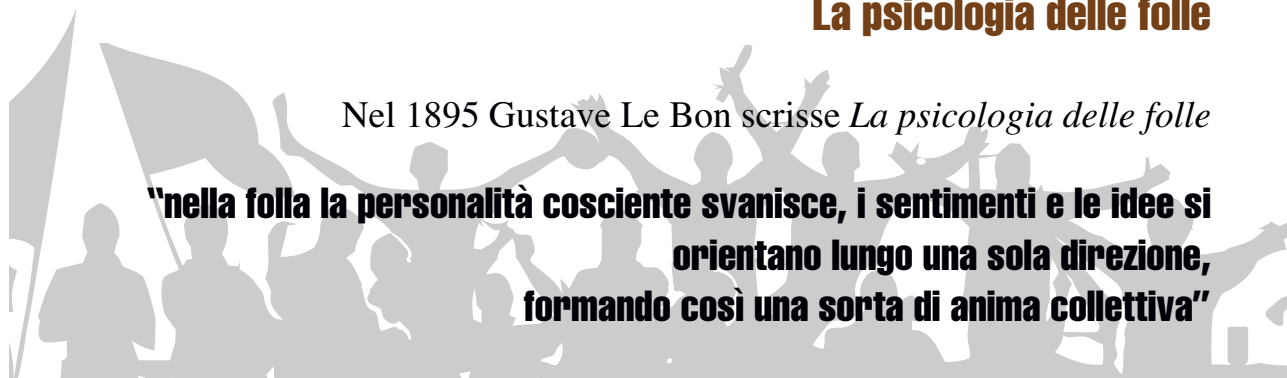 La psicologia delle folle
Nel 1895 Gustave Le Bon scrisse La psicologia delle folle
“nella folla la personalità cosciente svanisce, i sentimenti e le idee si
orientano lungo una sola direzione,
formando così una sorta di anima collettiva”